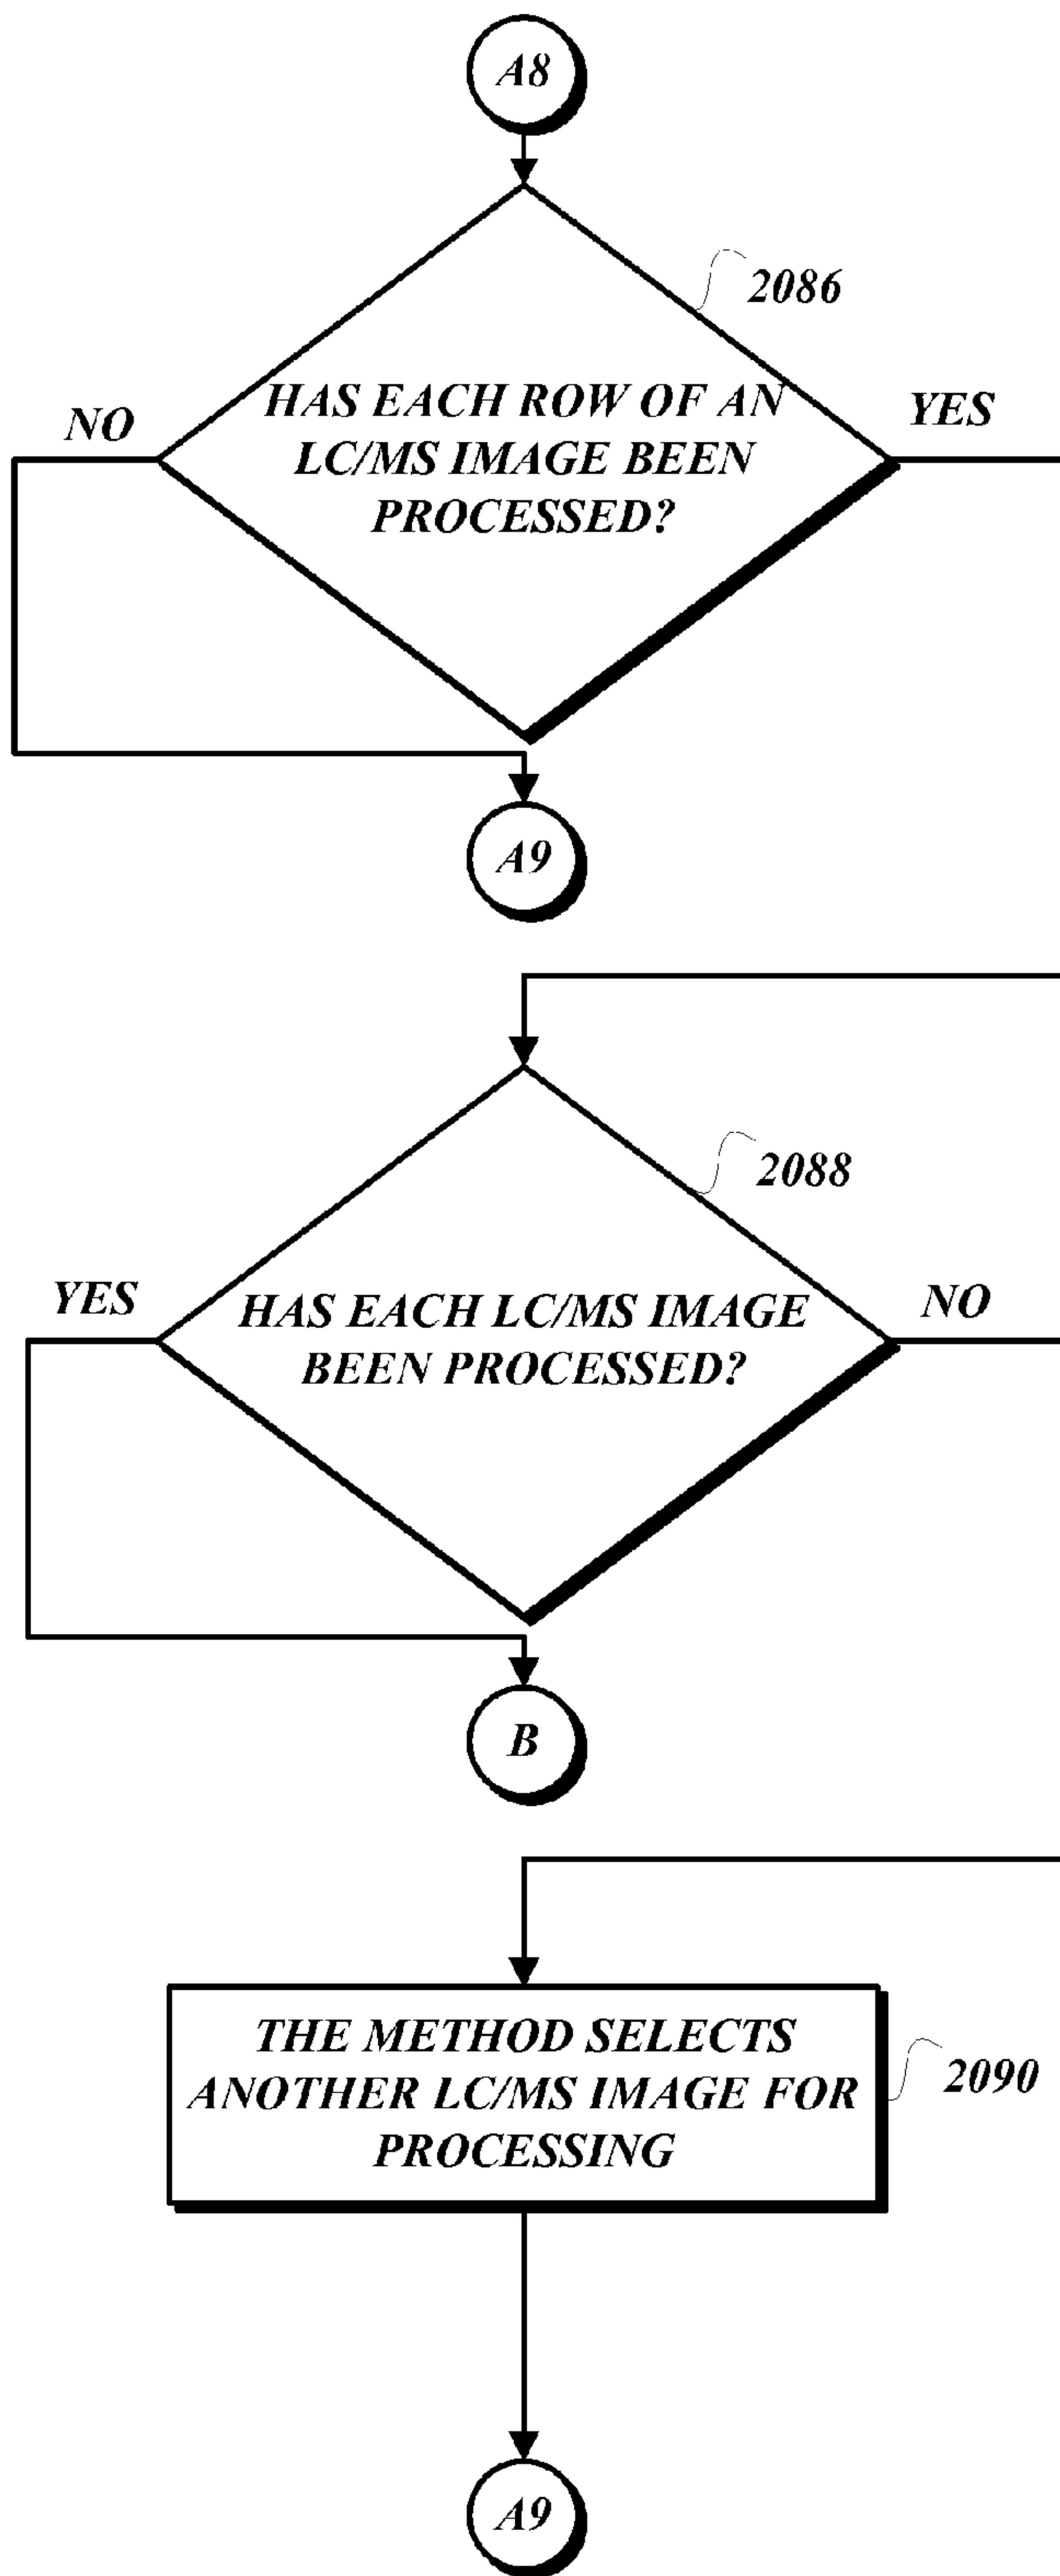 A8
2086
HAS EACH ROW OF AN
LC/MS IMAGE BEEN
PROCESSED?
NO
YES
A9
2088
HAS EACH LC/MS IMAGE
BEEN PROCESSED?
YES
NO
B
THE METHOD SELECTS
ANOTHER LC/MS IMAGE FOR
PROCESSING
2090
A9